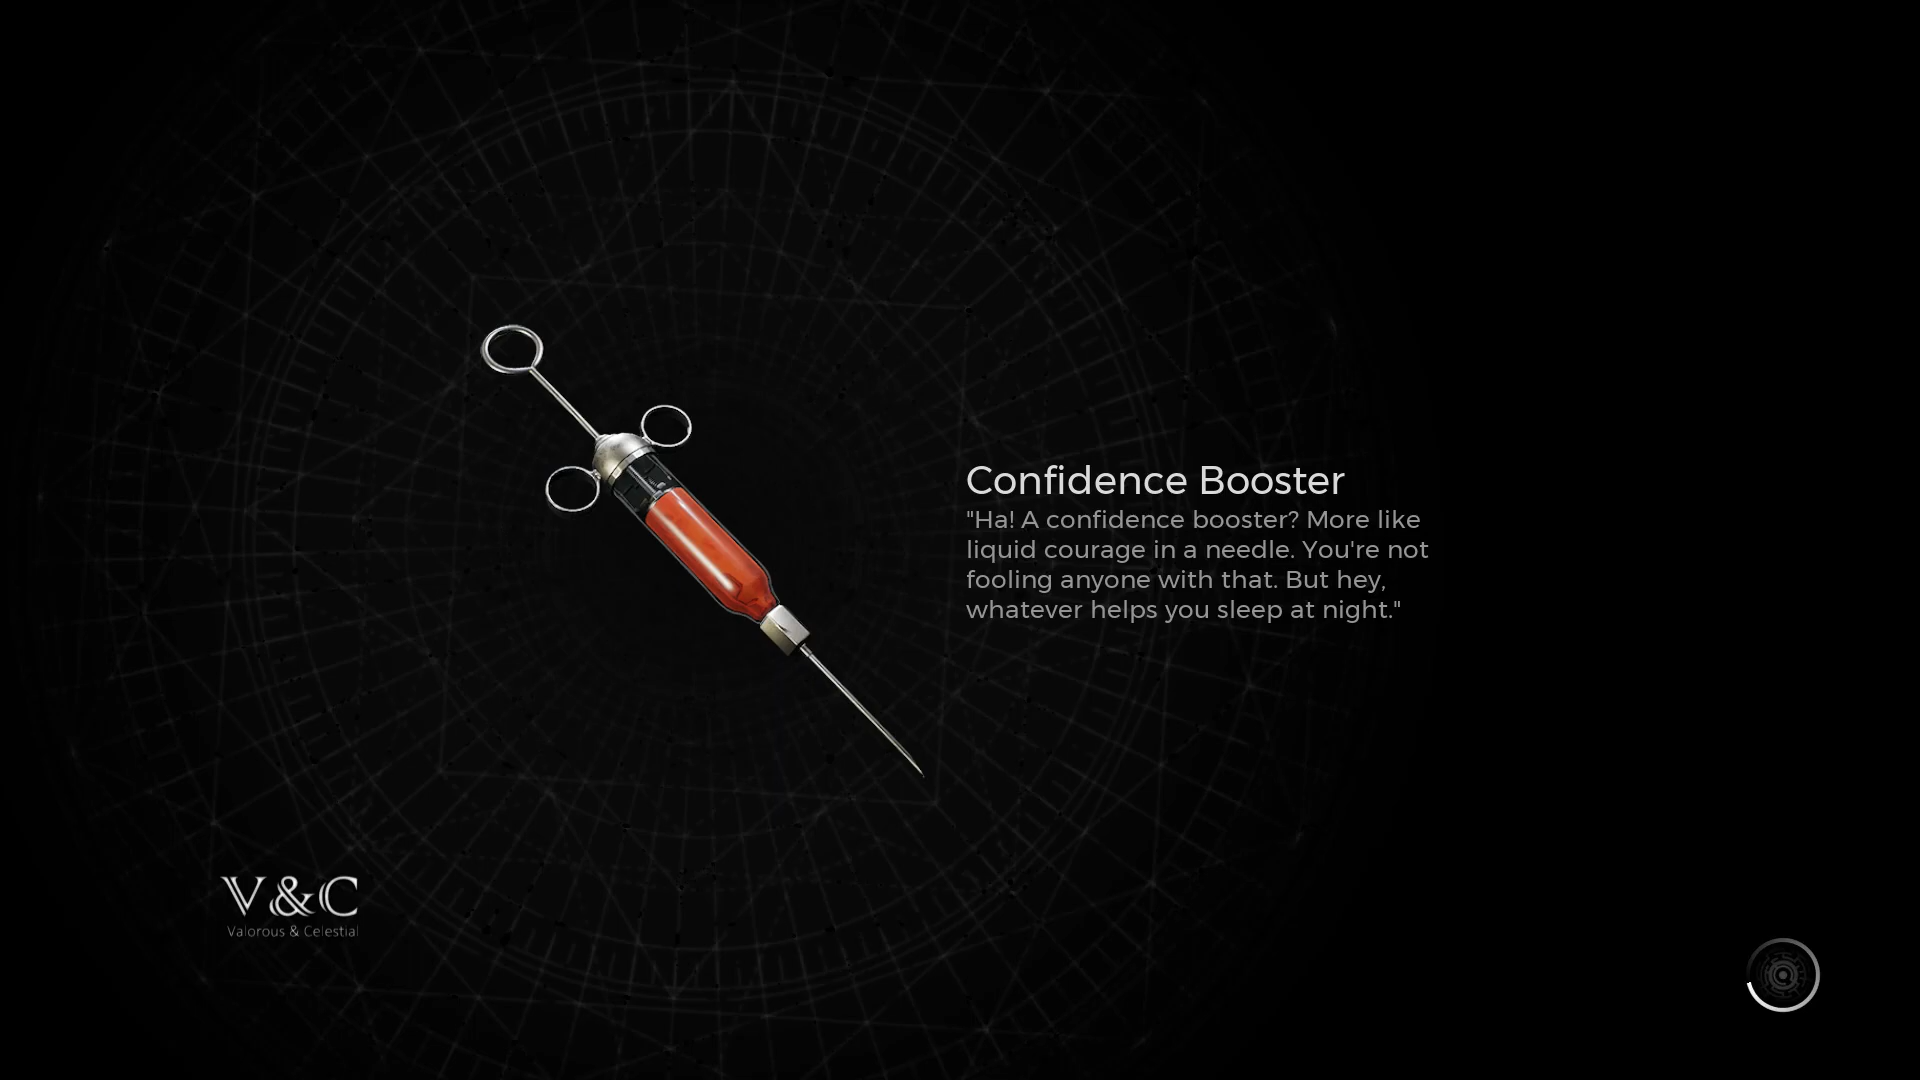 Confidence Booster
"Ha! A confidence booster? More like
liquid courage in a needle. You're not
fooling anyone with that. But hey,
whatever helps you sleep at night."
V&C
Valorous & Celestial